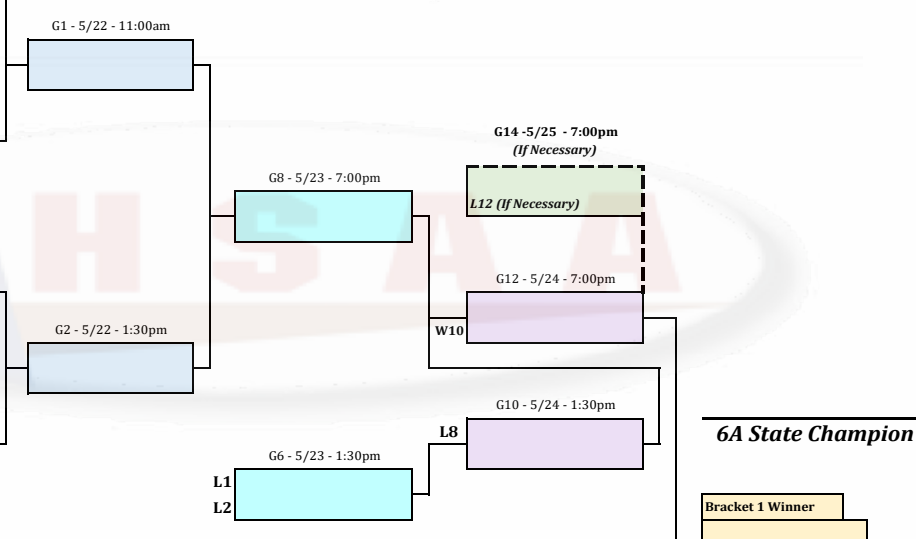 G1 - 5/22 - 11:00am
G14 -5/25 - 7:00pm
(If Necessary)
G8 - 5/23 - 7:00pm
L12 (If Necessary)
HSAA
G12 - 5/24 - 7:00pm
G2 - 5/22 - 1:30pm
W10
G10 - 5/24 - 1:30pm
L8
6A State Champion
G6 - 5/23 - 1:30pm
L1
L2
Bracket 1 Winner